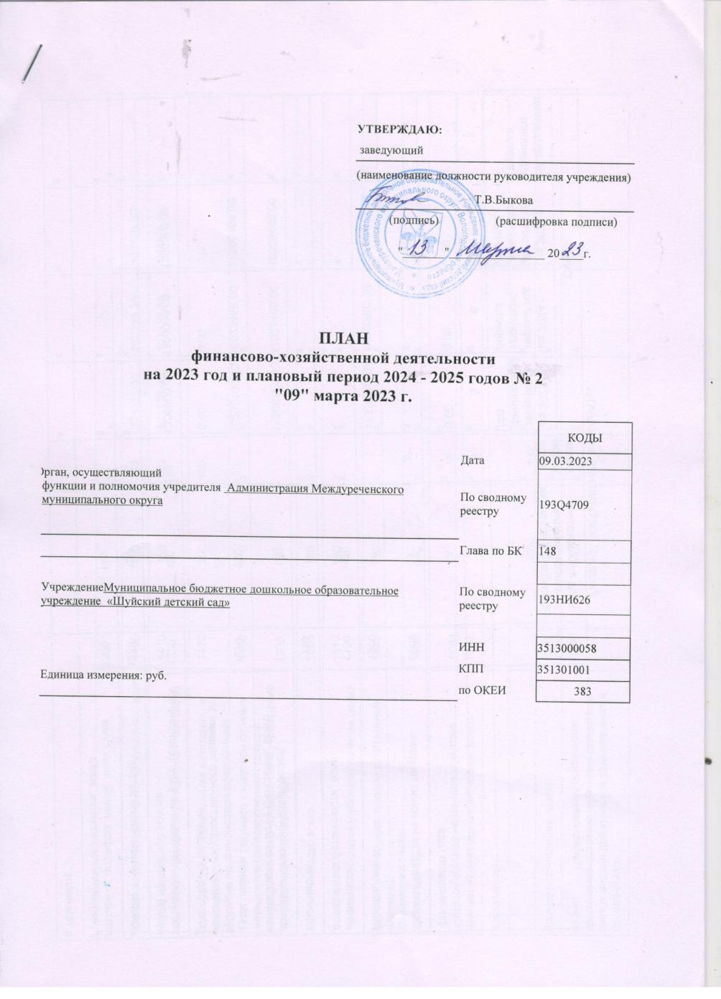 УТВЕРЖДАЮ:
заведующий
(наименование должности руководителя учреждения)
Т.В.Быкова
(подпись) (расшифровка подписи)
"13" Марта 2023 г.
ПЛАН
финансово-хозяйственной деятельности
на 2023 год и плановый период 2024 - 2025 годов № 2
"09" марта 2023 г.
КОДЫ
Дата 09.03.2023
Орган, осуществляющий
функции и полномочия учредителя Администрация Междуреченского
муниципального округа
По сводному
реестру 193Q4709
Глава по БК 148
УчреждениеМуниципальное бюджетное дошкольное образовательное
учреждение «Шуйский детский сад»
По сводному
реестру 193НИ626
ИНН 3513000058
КПП 351301001
Единица измерения: руб.
по ОКЕИ 383